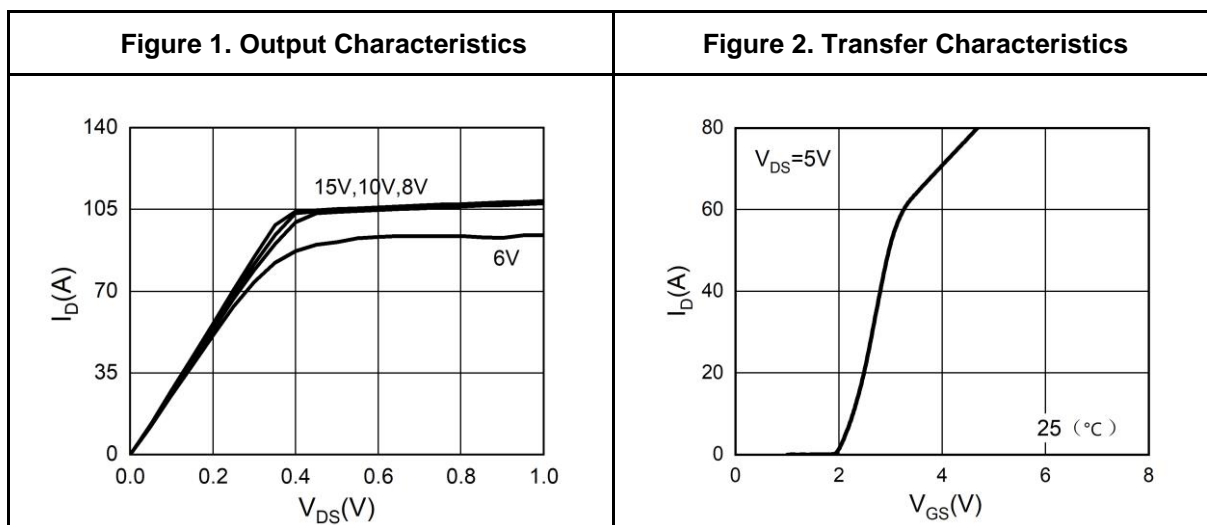 Figure 1. Output Characteristics
Figure 2. Transfer Characteristics
140
105
70
35
0
I_D(A)
15V,10V,8V
6V
0.0 0.2 0.4 0.6 0.8 1.0
V_DS(V)
80
60
40
20
0
I_D(A)
V_DS=5V
25（℃）
0 2 4 6 8
V_GS(V)